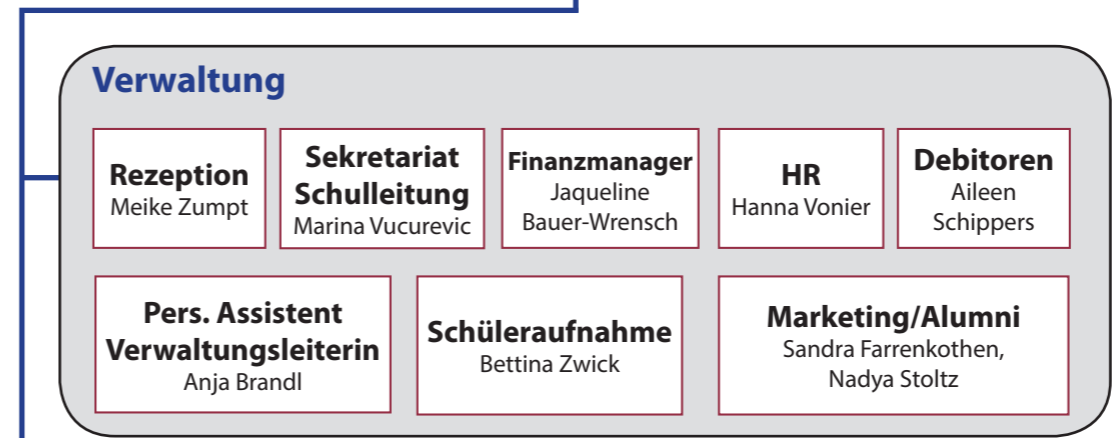 Verwaltung
Rezeption
Meike Zumpt
Sekretariat
Schulleitung
Marina Vucurevic
Finanzmanager
Jaqueline
Bauer-Wrensch
HR
Hanna Vonier
Debitoren
Aileen
Schippers
Pers. Assistent
Verwaltungsleiterin
Anja Brandl
Schüleraufnahme
Bettina Zwick
Marketing/Alumni
Sandra Farrenkothen,
Nadya Stoltz